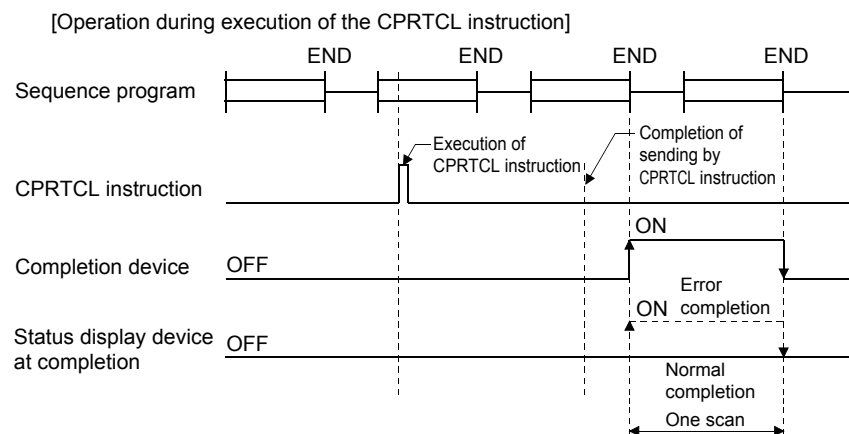 [Operation during execution of the CPRTCL instruction]
END END END END
Sequence program
Execution of
CPRTCL instruction
Completion of
sending by
CPRTCL instruction
CPRTCL instruction
ON
Completion device
OFF
Error
completion
ON
Status display device
at completion
OFF
Normal
completion
One scan